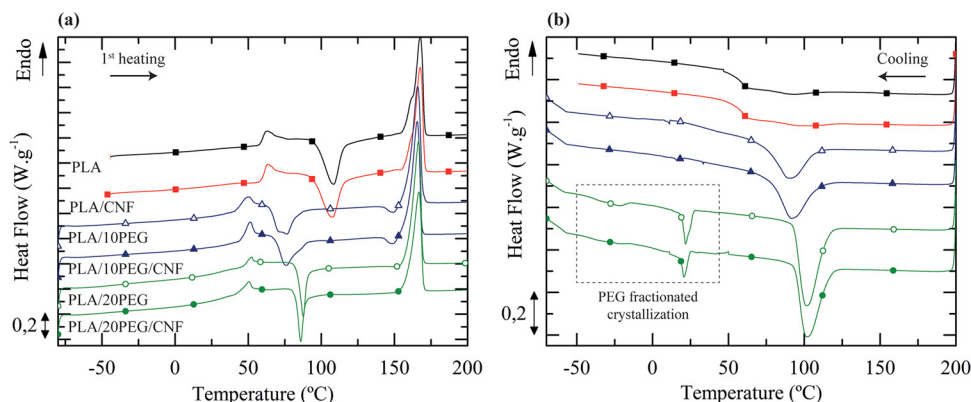 (a)
(b)
Endo
1st heating
Heat Flow (W.g-1)
PLA
PLA/CNF
PLA/10PEG
PLA/10PEG/CNF
PLA/20PEG
PLA/20PEG/CNF
0,2
-50 0 50 100 150 200
Temperature (ºC)
Endo
Cooling
Heat Flow (W.g-1)
PEG fractionated
crystallization
0,2
-50 0 50 100 150 200
Temperature (ºC)